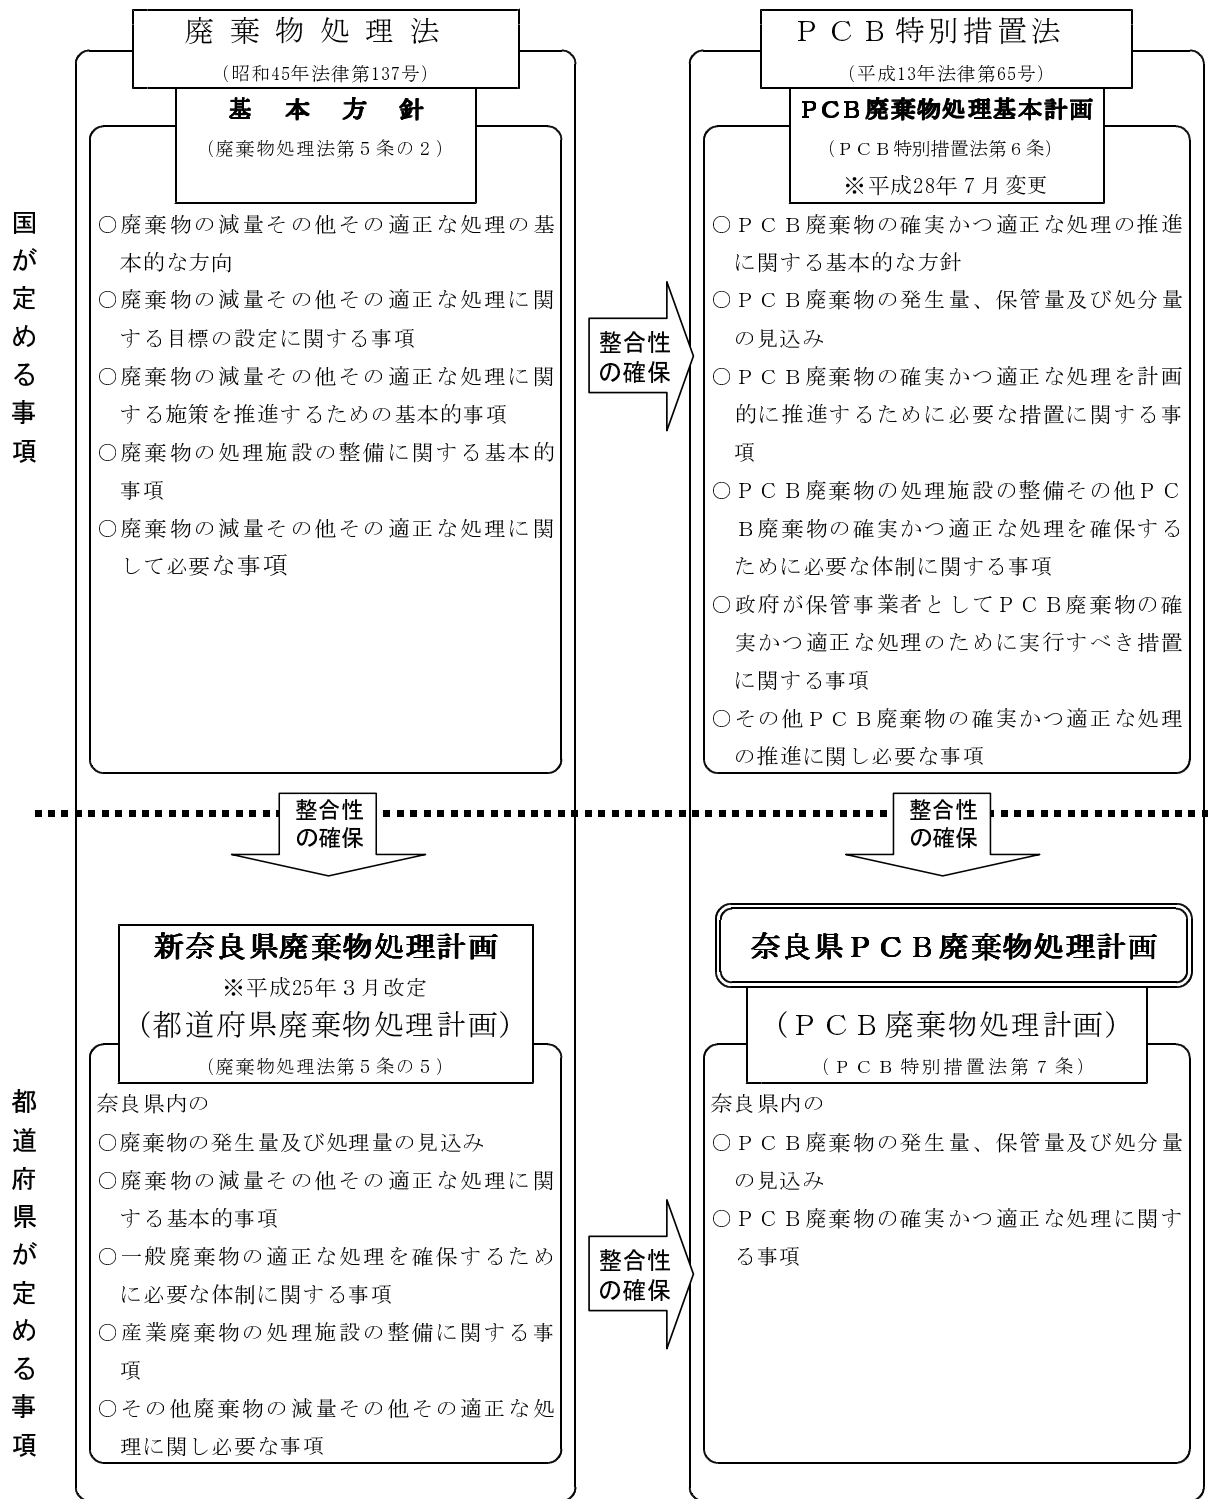 廃棄物処理法
(昭和45年法律第137号)
基本方針
(廃棄物処理法第５条の２)
国が定める事項
○廃棄物の減量その他その適正な処理の基
本的な方向
○廃棄物の減量その他その適正な処理に関
する目標の設定に関する事項
○廃棄物の減量その他その適正な処理に関
する施策を推進するための基本的事項
○廃棄物の処理施設の整備に関する基本的
事項
○廃棄物の減量その他その適正な処理に関
して必要な事項
整合性
の確保
ＰＣＢ特別措置法
(平成13年法律第65号)
ＰＣＢ廃棄物処理基本計画
(ＰＣＢ特別措置法第６条)
※平成28年７月変更
○ＰＣＢ廃棄物の確実かつ適正な処理の推進
に関する基本的な方針
○ＰＣＢ廃棄物の発生量、保管量及び処分量
の見込み
○ＰＣＢ廃棄物の確実かつ適正な処理を計画
的に推進するために必要な措置に関する事
項
○ＰＣＢ廃棄物の処理施設の整備その他ＰＣ
Ｂ廃棄物の確実かつ適正な処理を確保する
ために必要な体制に関する事項
○政府が保管事業者としてＰＣＢ廃棄物の確
実かつ適正な処理のために実行すべき措置
に関する事項
○その他ＰＣＢ廃棄物の確実かつ適正な処理
の推進に関し必要な事項
整合性
の確保
整合性
の確保
都道府県が定める事項
新奈良県廃棄物処理計画
※平成25年３月改定
(都道府県廃棄物処理計画)
(廃棄物処理法第５条の５)
奈良県内の
○廃棄物の発生量及び処理量の見込み
○廃棄物の減量その他その適正な処理に関
する基本的事項
○一般廃棄物の適正な処理を確保するため
に必要な体制に関する事項
○産業廃棄物の処理施設の整備に関する事
項
○その他廃棄物の減量その他その適正な処
理に関し必要な事項
整合性
の確保
奈良県ＰＣＢ廃棄物処理計画
(ＰＣＢ廃棄物処理計画)
(ＰＣＢ特別措置法第７条)
奈良県内の
○ＰＣＢ廃棄物の発生量、保管量及び処分量
の見込み
○ＰＣＢ廃棄物の確実かつ適正な処理に関す
る事項